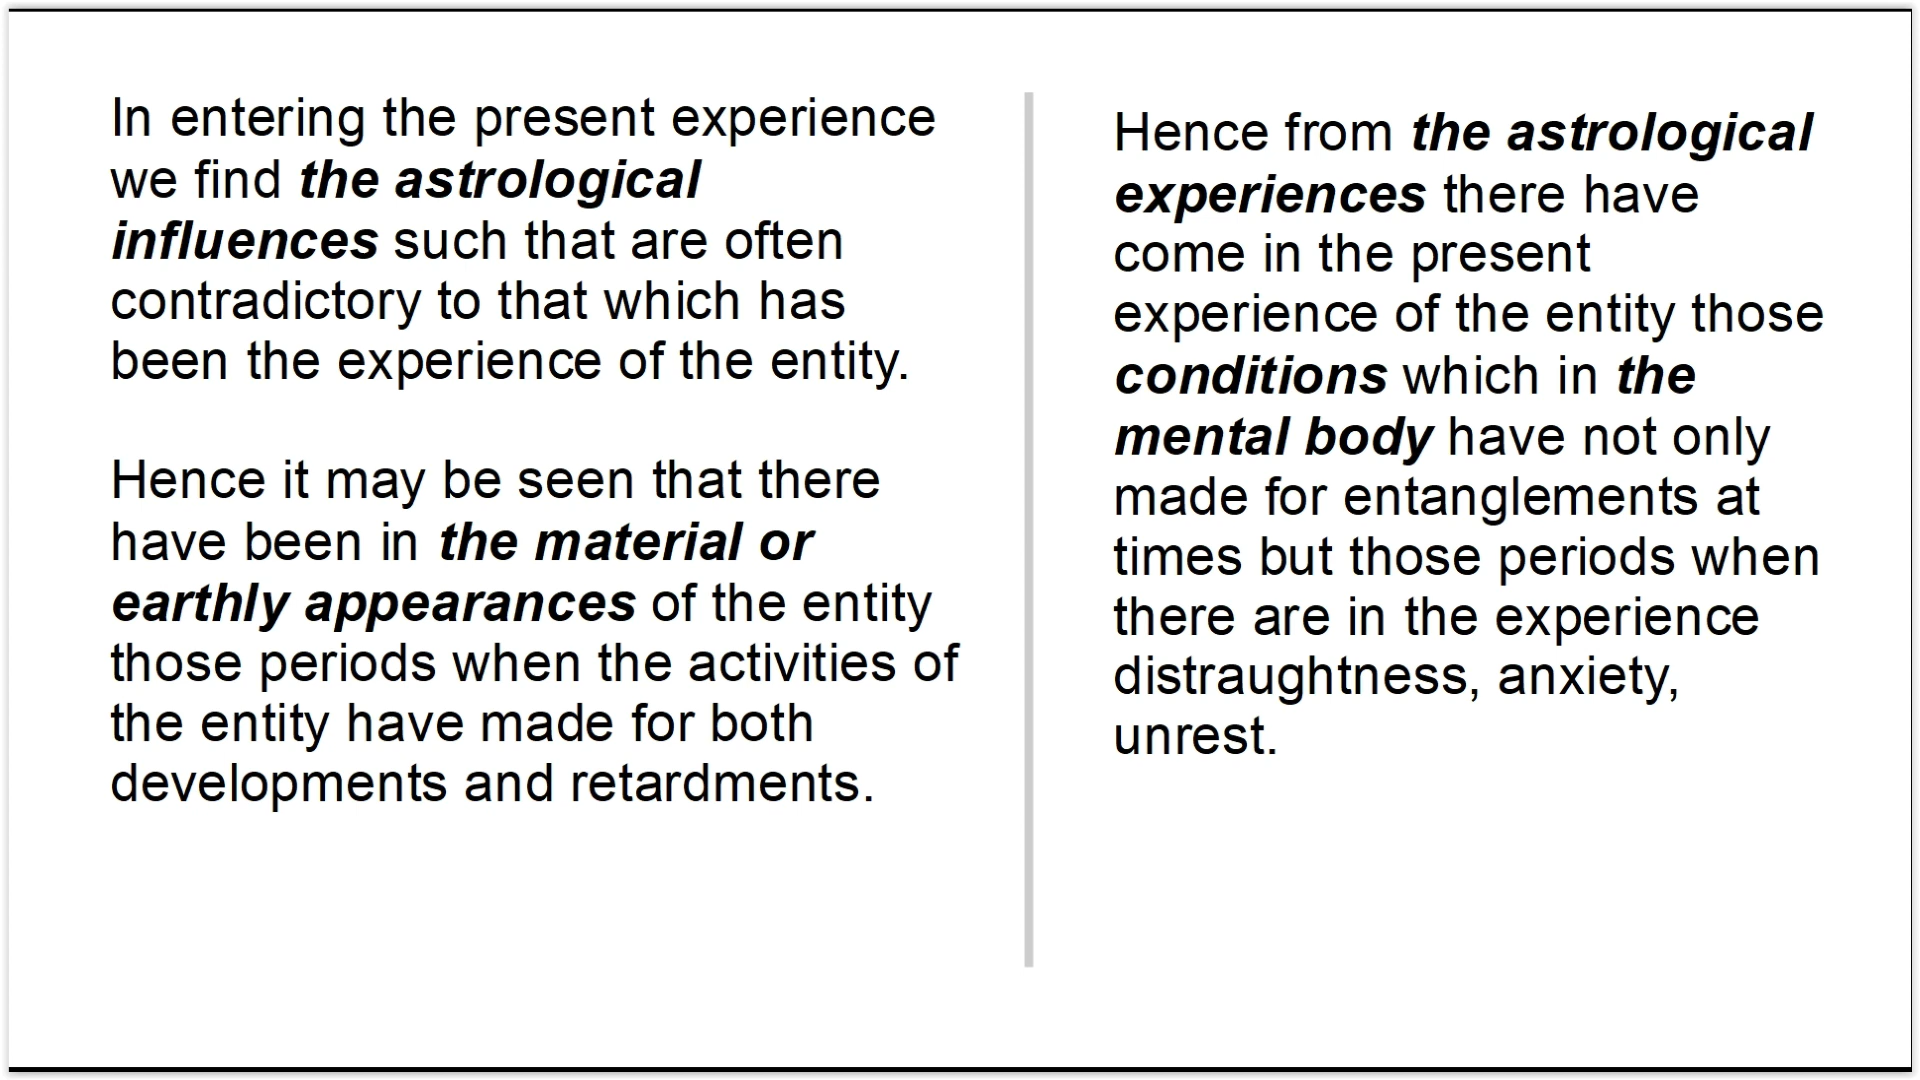 In entering the present experience
we find the astrological
influences such that are often
contradictory to that which has
been the experience of the entity.
Hence it may be seen that there
have been in the material or
earthly appearances of the entity
those periods when the activities of
the entity have made for both
developments and retardments.
Hence from the astrological
experiences there have
come in the present
experience of the entity those
conditions which in the
mental body have not only
made for entanglements at
times but those periods when
there are in the experience
distraughtness, anxiety,
unrest.